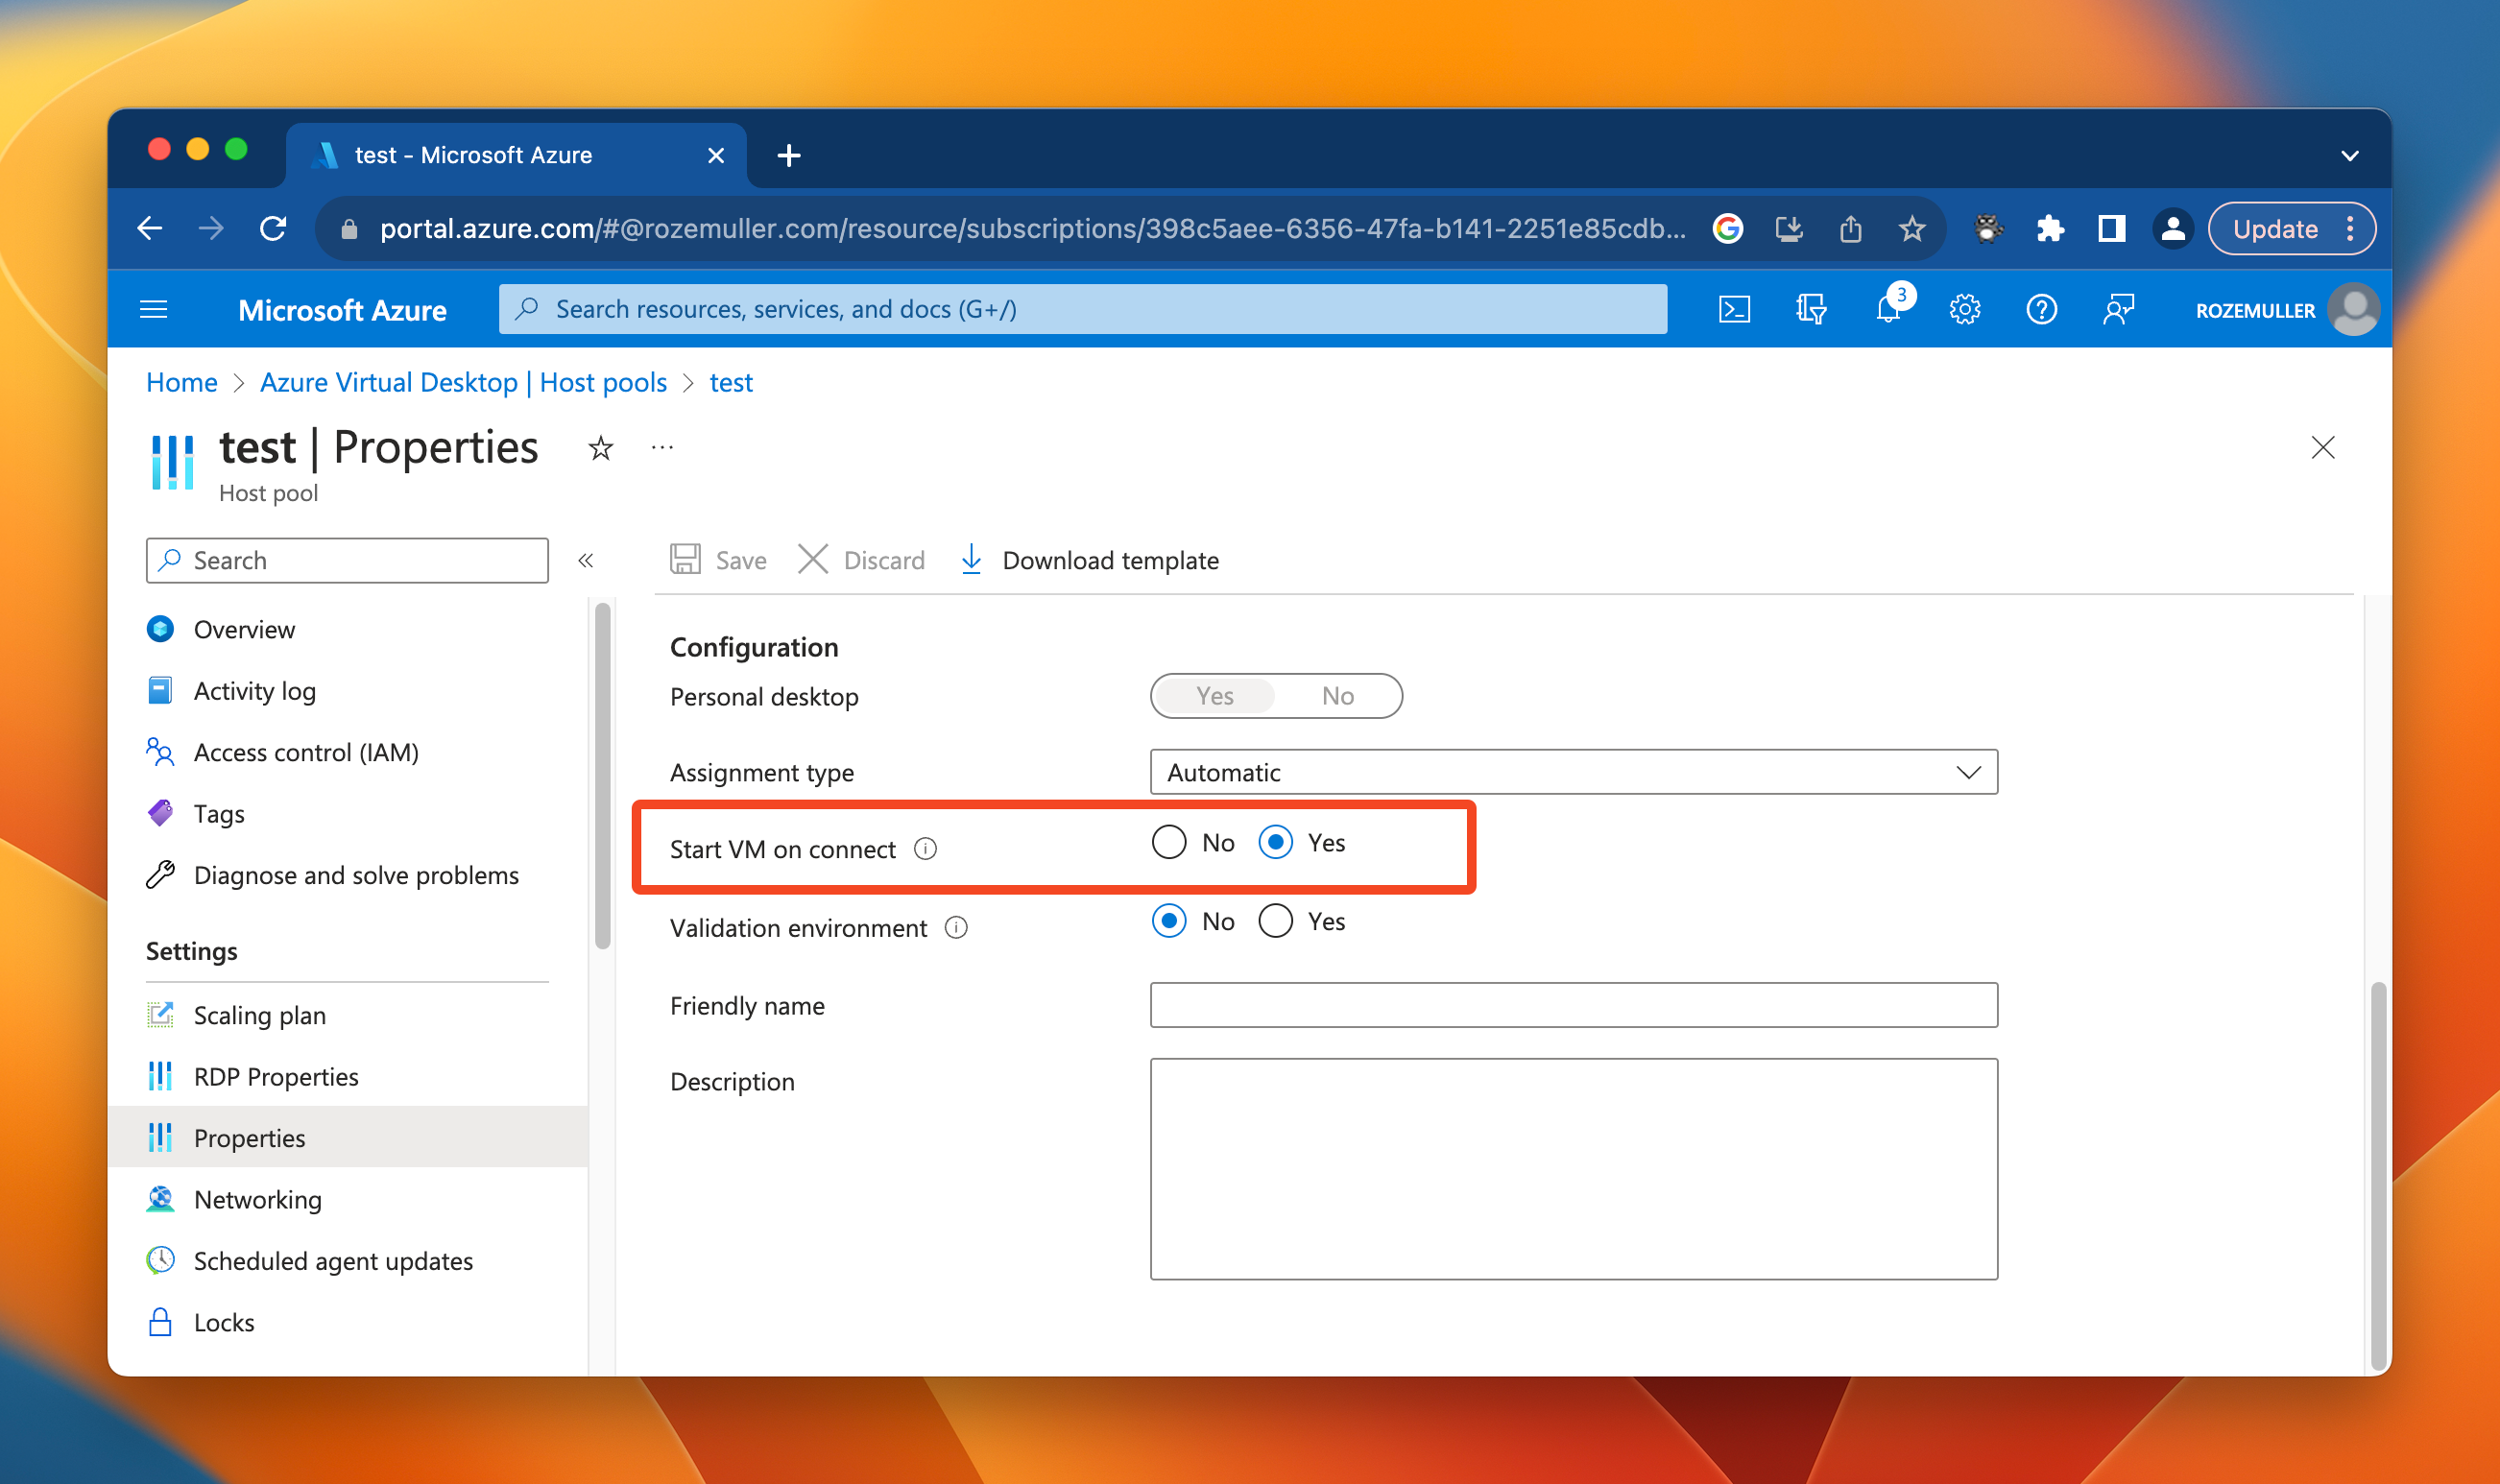 test - Microsoft Azure
portal.azure.com/#@rozemuller.com/resource/subscriptions/398c5aee-6356-47fa-b141-2251e85cdb...
Update
Microsoft Azure
Search resources, services, and docs (G+/)
3
ROZEMULLER
Home > Azure Virtual Desktop | Host pools > test
test | Properties
Host pool
Search
Save
Discard
Download template
Overview
Activity log
Access control (IAM)
Tags
Diagnose and solve problems
Settings
Scaling plan
RDP Properties
Properties
Networking
Scheduled agent updates
Locks
Configuration
Personal desktop Yes No
Assignment type Automatic
Start VM on connect No Yes
Validation environment No Yes
Friendly name
Description